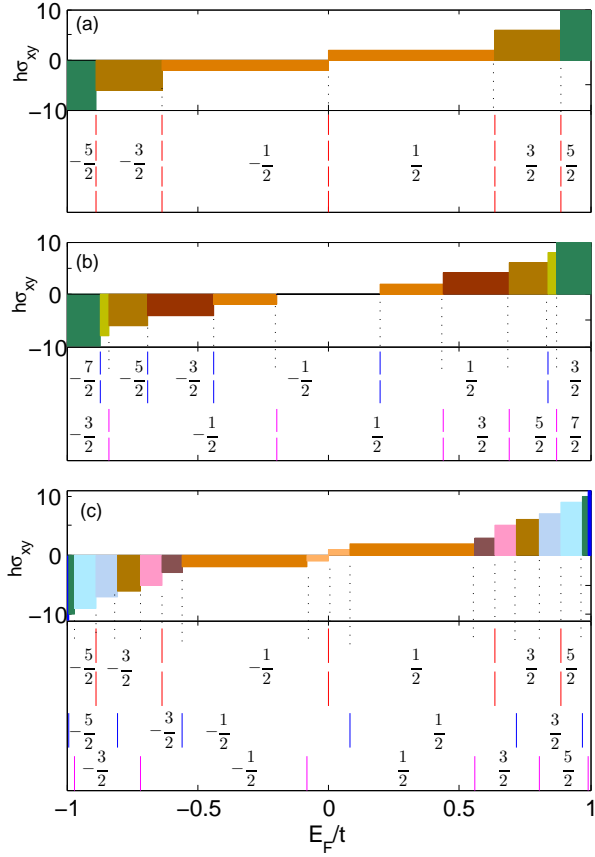 10
(a)
hσxy
0
−10
−5/2 −3/2 −1/2 1/2 3/2 5/2
10
(b)
hσxy
0
−10
−7/2 −5/2 −3/2 −1/2 1/2 3/2
−3/2 −1/2 1/2 3/2 5/2 7/2
10
(c)
hσxy
0
−10
−5/2 −3/2 −1/2 1/2 3/2 5/2
−5/2 −3/2 −1/2 1/2 3/2
−3/2 −1/2 1/2 3/2 5/2
−1 −0.5 0 0.5 1
E_F/t